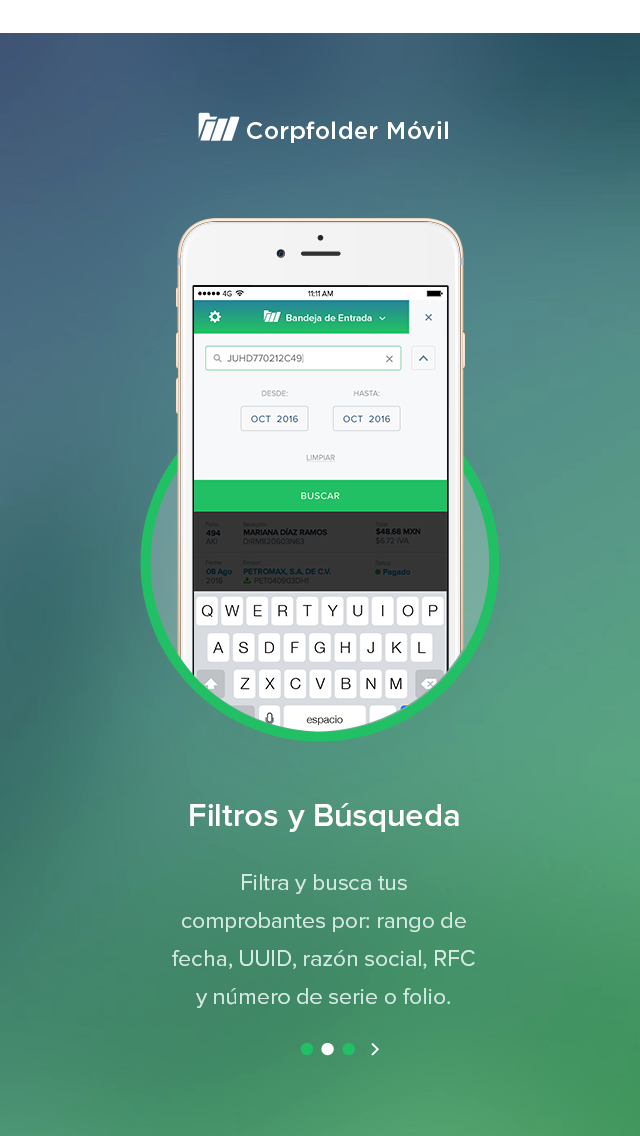 Corpfolder Móvil
4G
11:11 AM
Bandeja de Entrada
JUHD770212C49
DESDE:
HASTA:
OCT 2016
OCT 2016
LIMPIAR
BUSCAR
494
MARIANA DÍAZ RAMOS
$48.68 MXN
AKI
DIRM820603N63
$6.72 IVA
08 Ago
PETROMAX, S.A. DE C.V.
Pagado
2016
PET040903DH1
Q W E R T Y U I O P
A S D F G H J K L
Z X C V B N M
espacio
Filtros y Búsqueda
Filtra y busca tus
comprobantes por: rango de
fecha, UUID, razón social, RFC
y número de serie o folio.